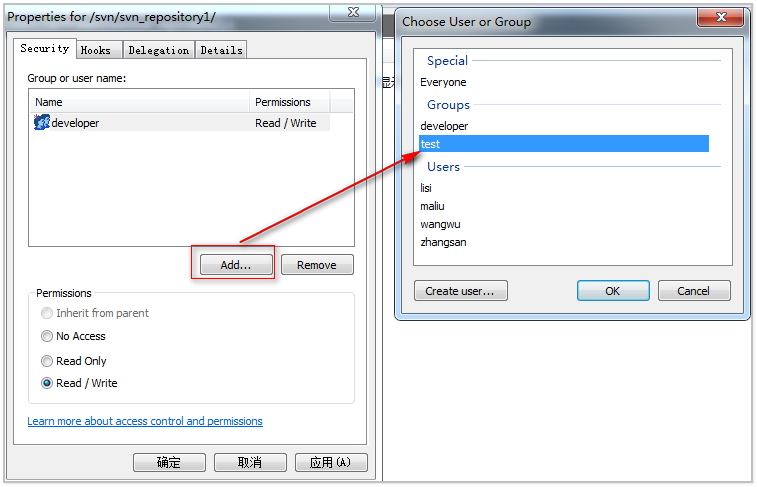 Properties for /svn/svn_repository1/
Security Hooks Delegation Details
Group or user name:
Name Permissions
developer Read / Write
Add... Remove
Permissions
Inherit from parent
No Access
Read Only
Read / Write
Learn more about access control and permissions
确定 取消 应用(A)
Choose User or Group
Special
Everyone
Groups
developer
test
Users
lisi
maliu
wangwu
zhangsan
Create user... OK Cancel